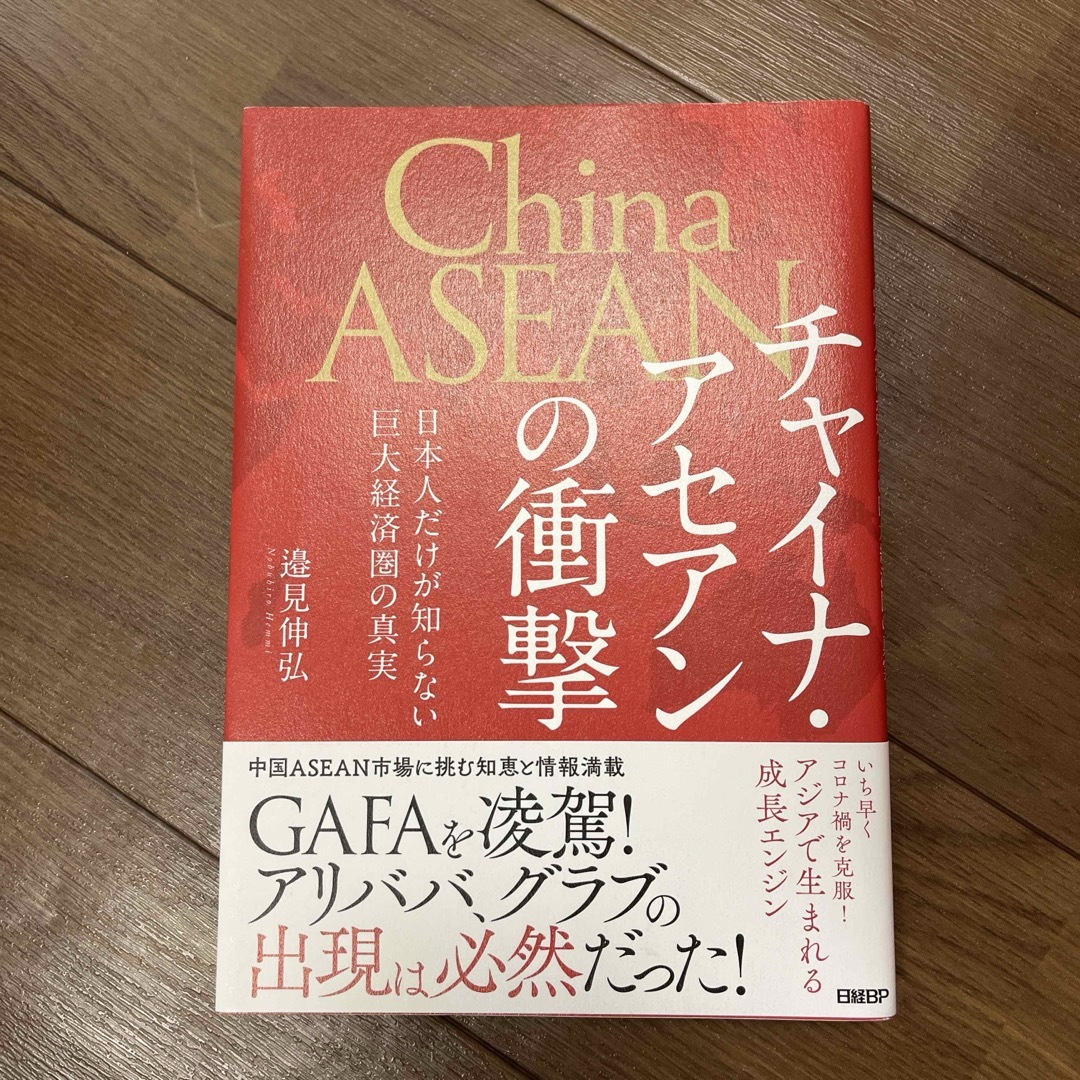 China
ASEAN
チャイナ・
アセアン
の衝撃
日本人だけが知らない
巨大経済圏の真実
邉見伸弘
Nobuhiro Hemmi
中国ASEAN市場に挑む知恵と情報満載
GAFAを凌駕!
アリババ、グラブの
出現は必然だった!
いち早く
コロナ禍を克服!
アジアで生まれる
成長エンジン
日経BP